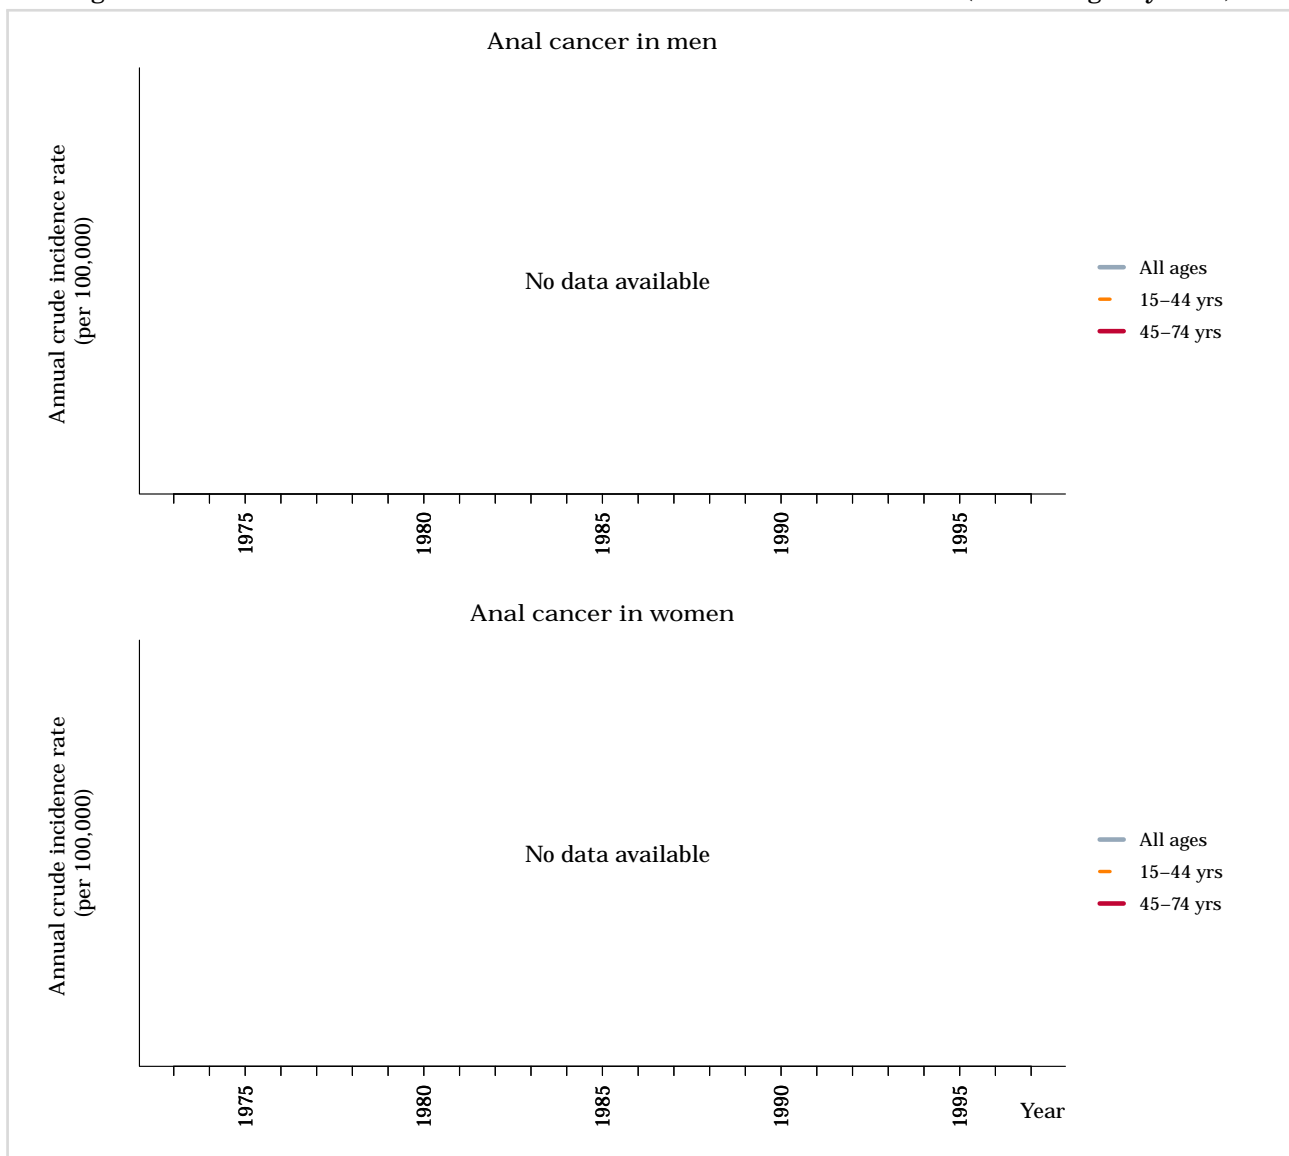 Anal cancer in men
Annual crude incidence rate
(per 100,000)
No data available
All ages
15–44 yrs
45–74 yrs
1975
1980
1985
1990
1995
Anal cancer in women
Annual crude incidence rate
(per 100,000)
No data available
All ages
15–44 yrs
45–74 yrs
1975
1980
1985
1990
1995
Year